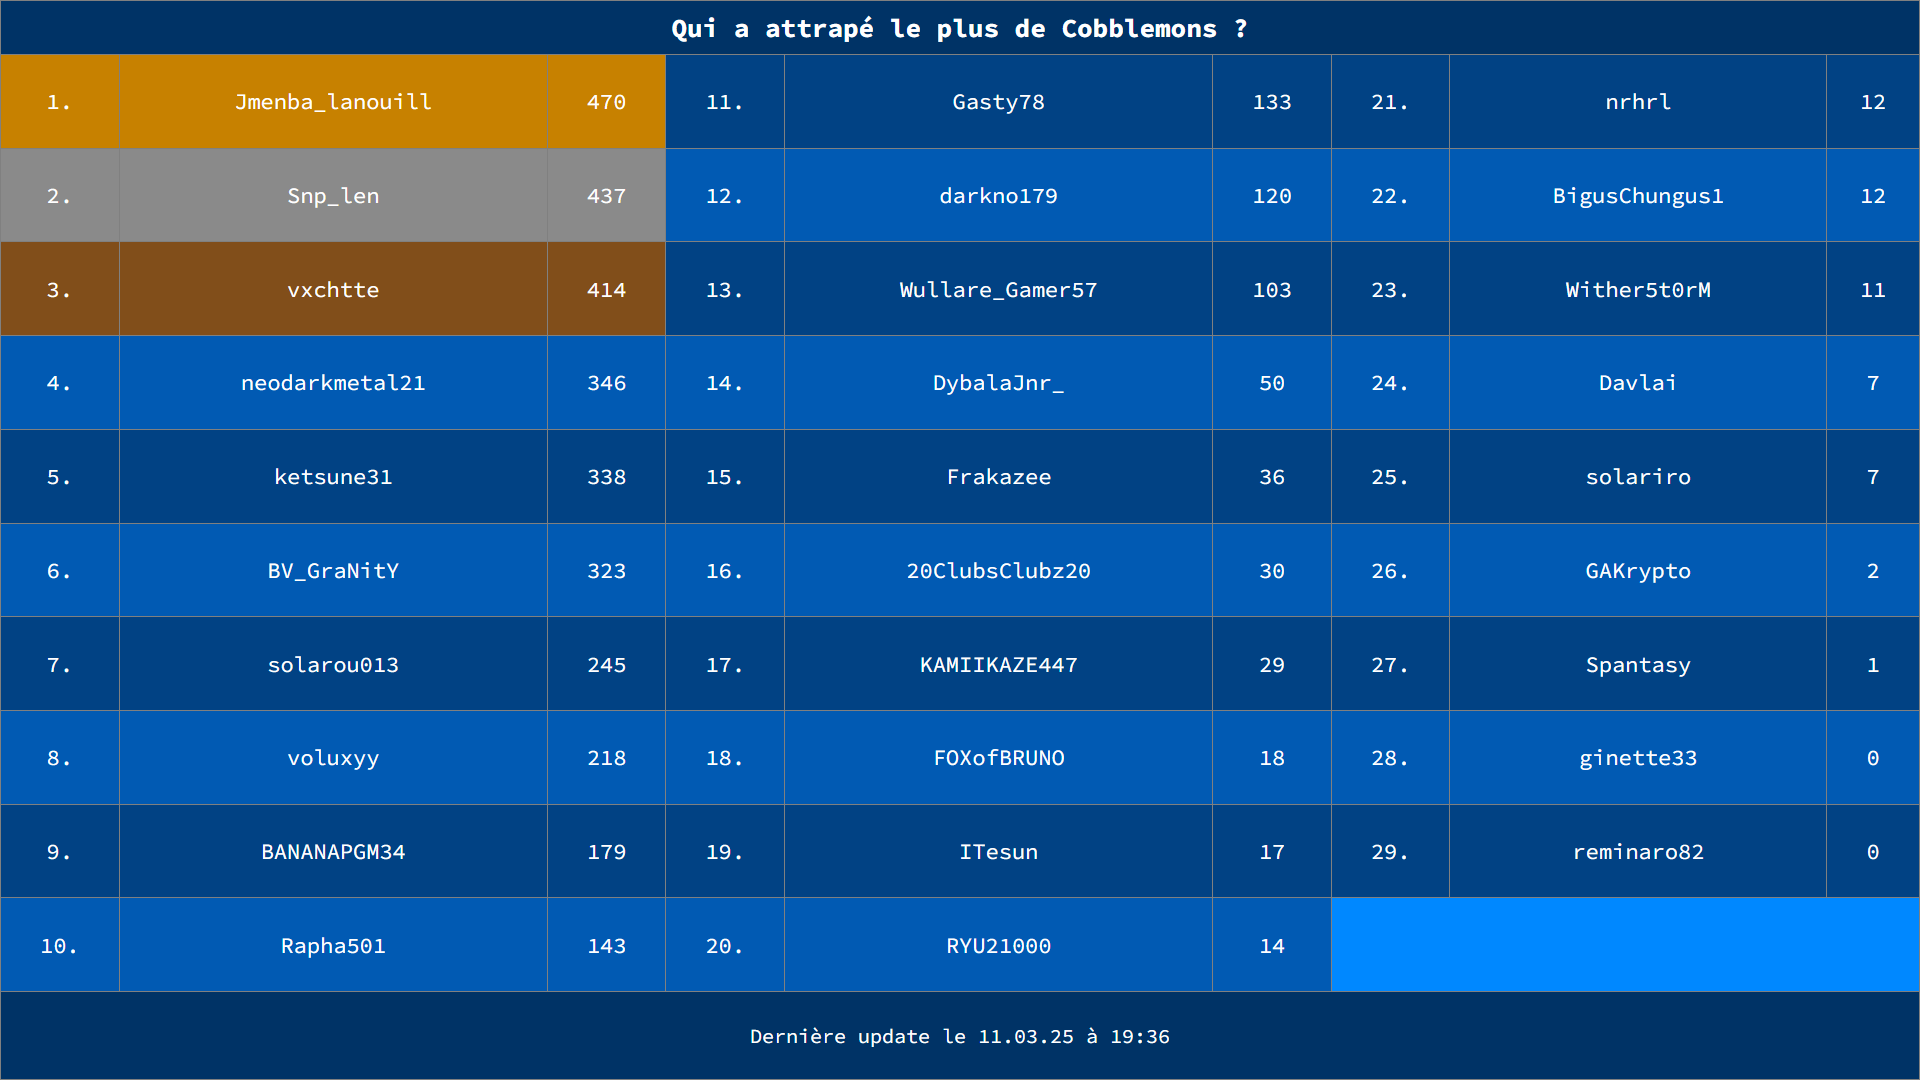 Qui a attrapé le plus de Cobblemons ?
1. Jmenba_lanouill 470
2. Snp_len 437
3. vxchtte 414
4. neodarkmetal21 346
5. ketsune31 338
6. BV_GraNitY 323
7. solarou013 245
8. voluxyy 218
9. BANANAPGM34 179
10. Rapha501 143
11. Gasty78 133
12. darkno179 120
13. Wullare_Gamer57 103
14. DybalaJnr_ 50
15. Frakazee 36
16. 20ClubsClubz20 30
17. KAMIIKAZE447 29
18. FOXofBRUNO 18
19. ITesun 17
20. RYU21000 14
21. nrhrl 12
22. BigusChungus1 12
23. Wither5t0rM 11
24. Davlai 7
25. solariro 7
26. GAKrypto 2
27. Spantasy 1
28. ginette33 0
29. reminaro82 0
Dernière update le 11.03.25 à 19:36